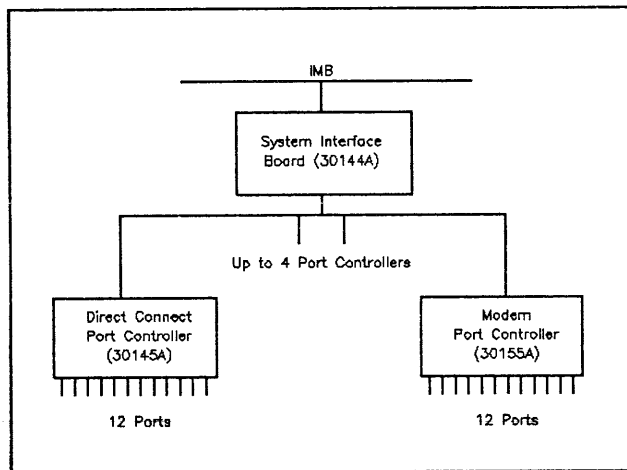 IMB
System Interface
Board (30144A)
Up to 4 Port Controllers
Direct Connect
Port Controller
(30145A)
Modem
Port Controller
(30155A)
12 Ports
12 Ports